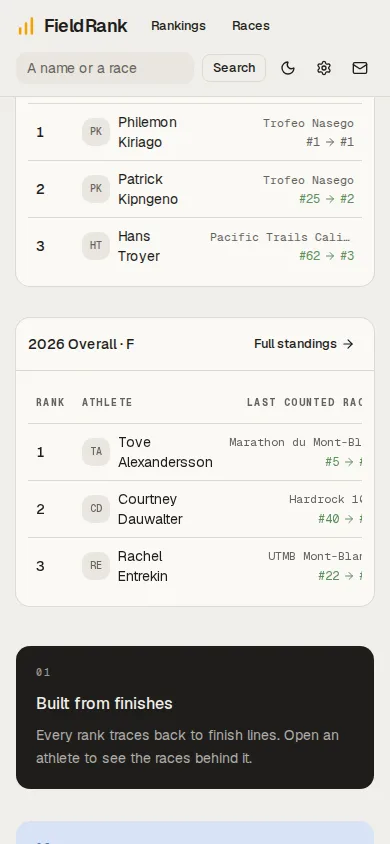 FieldRank Rankings Races
A name or a race Search
1 PK Philemon Kiriago Trofeo Nasego
#1 → #1
2 PK Patrick Kipngeno Trofeo Nasego
#25 → #2
3 HT Hans Troyer Pacific Trails Cali…
#62 → #3
2026 Overall · F Full standings →
RANK ATHLETE LAST COUNTED RAC
1 TA Tove Alexandersson Marathon du Mont-Bl
#5 →
2 CD Courtney Dauwalter Hardrock 10
#40 →
3 RE Rachel Entrekin UTMB Mont-Blan
#22 →
01
Built from finishes
Every rank traces back to finish lines. Open an
athlete to see the races behind it.